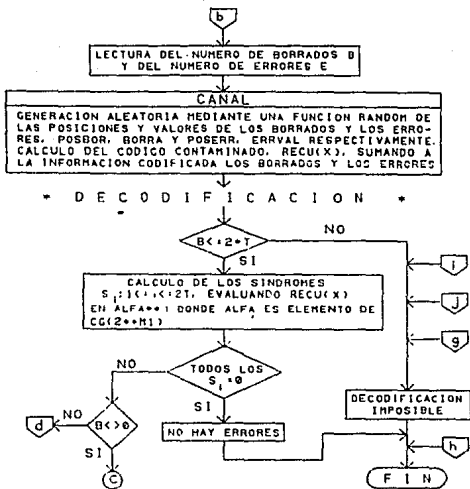 b
LECTURA DEL NUMERO DE BORRADOS B
Y DEL NUMERO DE ERRORES E
CANAL
GENERACION ALEATORIA MEDIANTE UNA FUNCION RANDOM DE
LAS POSICIONES Y VALORES DE LOS BORRADOS Y LOS ERRO-
RES, POSBOR, BORRA Y POSERR, ERRVAL RESPECTIVAMENTE.
CALCULO DEL CODIGO CONTAMINADO, RECU(X), SUMANDO A
LA INFORMACION CODIFICADA LOS BORRADOS Y LOS ERRORES
* D E C O D I F I C A C I O N *
B<=2*T
NO
SI
i
CALCULO DE LOS SINDROMES
S i ;1<=i<=2T, EVALUANDO RECU(X)
EN ALFA**i DONDE ALFA ES ELEMENTO DE
CG(2**M1)
j
g
TODOS LOS
S i =0
NO
SI
DECODIFICACION
IMPOSIBLE
NO
d
B<>0
NO HAY ERRORES
h
SI
c
F I N